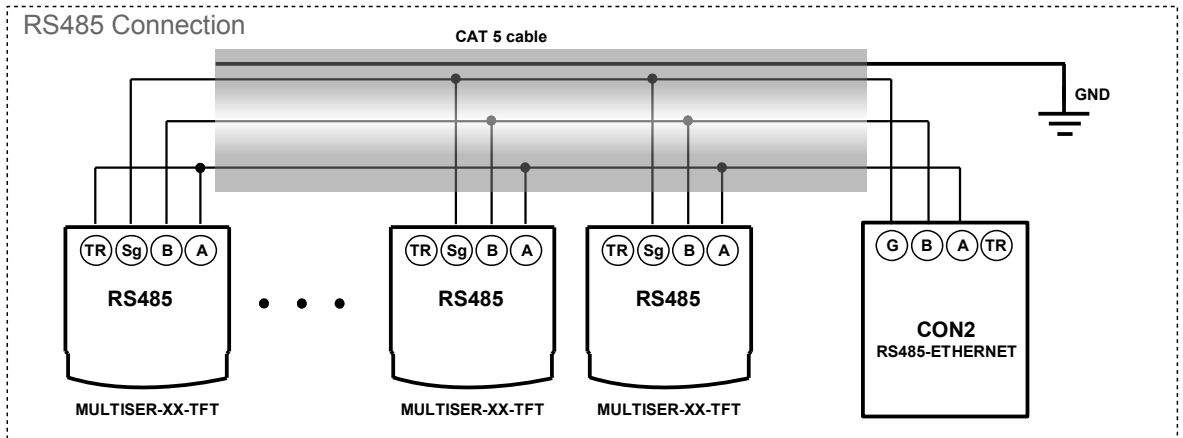 RS485 Connection
CAT 5 cable
GND
TR Sg B A
TR Sg B A
TR Sg B A
G B A TR
RS485
RS485
RS485
CON2
RS485-ETHERNET
MULTISER-XX-TFT
MULTISER-XX-TFT
MULTISER-XX-TFT